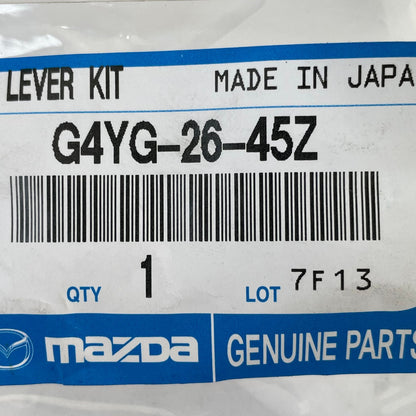 LEVER KIT MADE IN JAPA
G4YG-26-45Z
QTY 1 LOT 7F13
mazda GENUINE PARTS